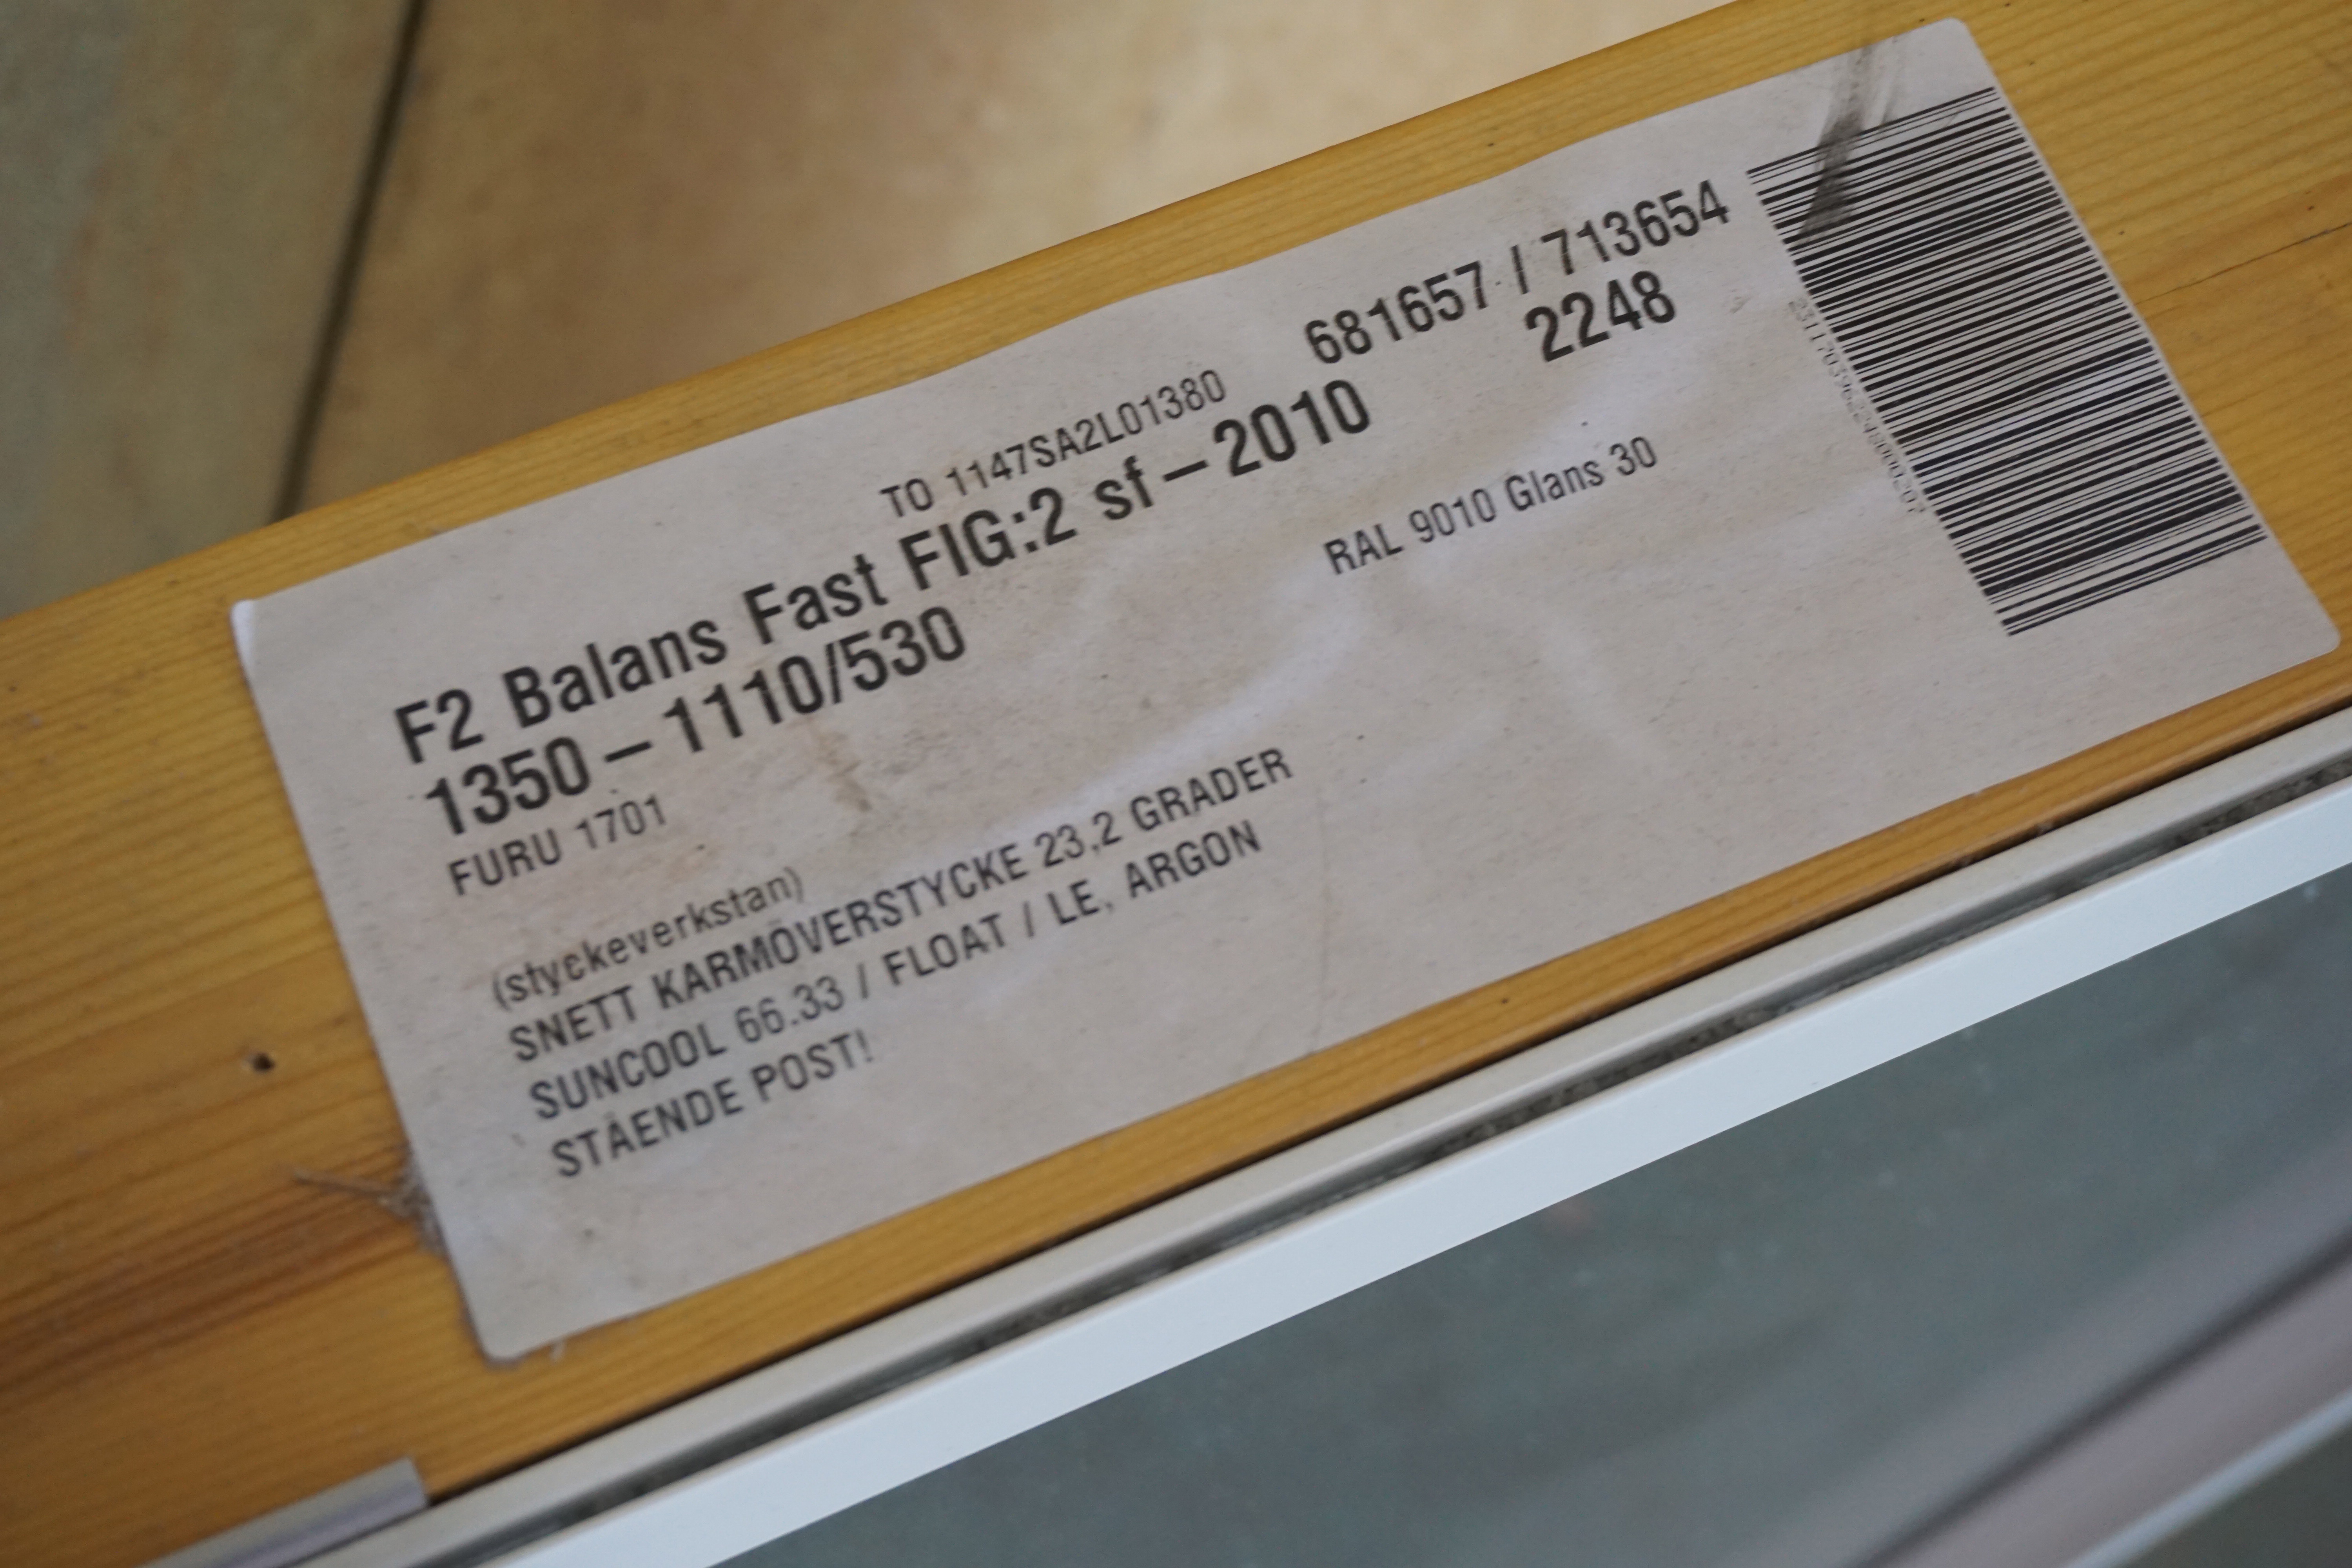 TO 1147SA2L01380 681657 / 713654
F2 Balans Fast FIG:2 sf – 2010 2248
1350 – 1110/530
FURU 1701 RAL 9010 Glans 30
(styckeverkstan)
SNETT KARMÖVERSTYCKE 23,2 GRADER
SUNCOOL 66.33 / FLOAT / LE, ARGON
STÅENDE POST!